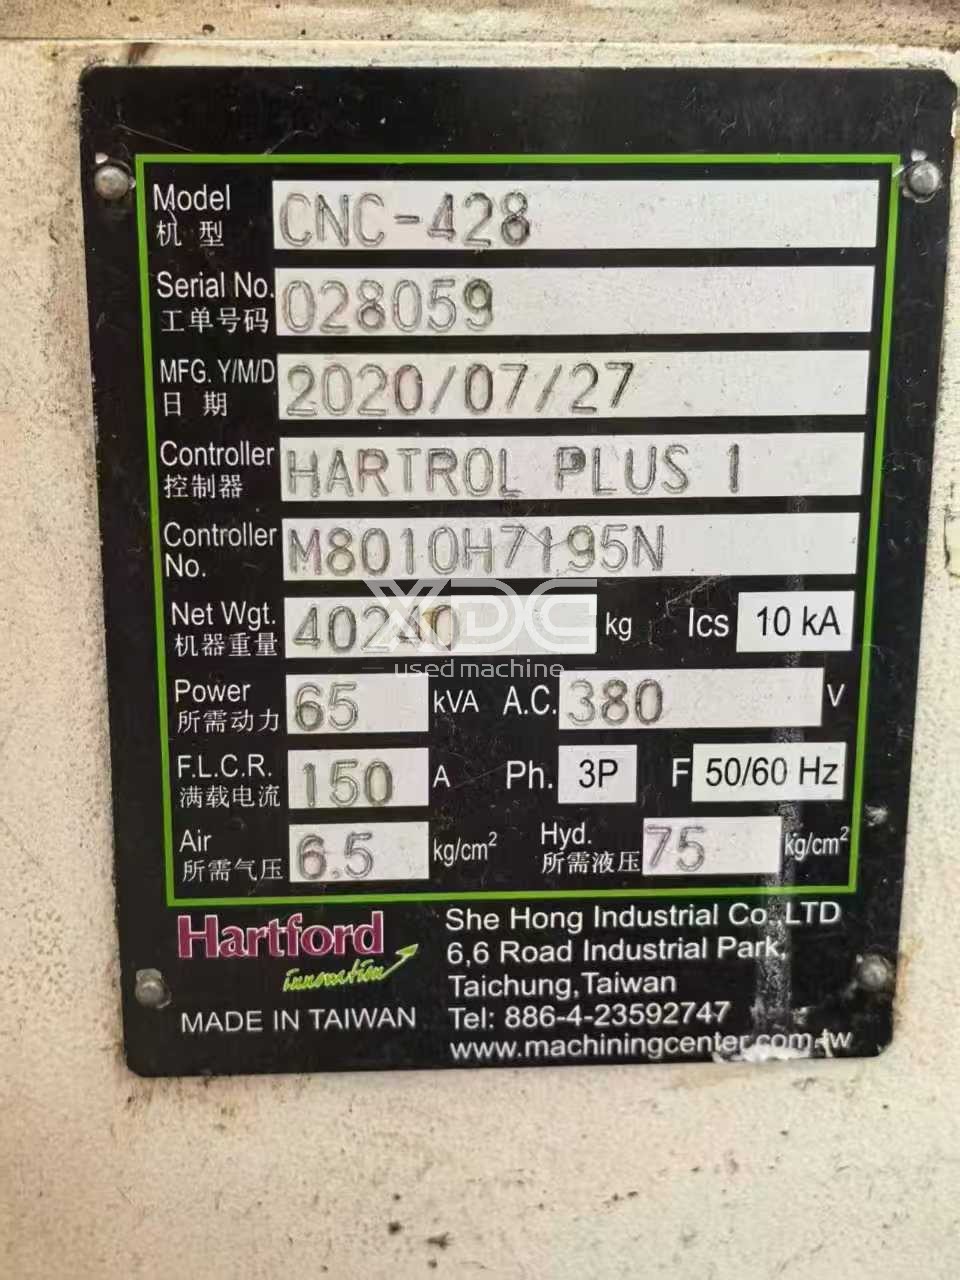 Model CNC-428
机 型
Serial No. 028059
工单号码
MFG. Y/M/D 2020/07/27
日 期
Controller HARTROL PLUS 1
控制器
Controller No. M8010H7195N
Net Wgt. 40240 kg Ics 10 kA
机器重量
XDC
used machine
Power 65 kVA A.C. 380 V
所需动力
F.L.C.R. 150 A Ph. 3P F 50/60 Hz
满载电流
Air 6.5 kg/cm² Hyd. 75 kg/cm²
所需气压 所需液压
Hartford
innovation
MADE IN TAIWAN
She Hong Industrial Co.,LTD
6,6 Road Industrial Park,
Taichung,Taiwan
Tel: 886-4-23592747
www.machiningcenter.com.tw